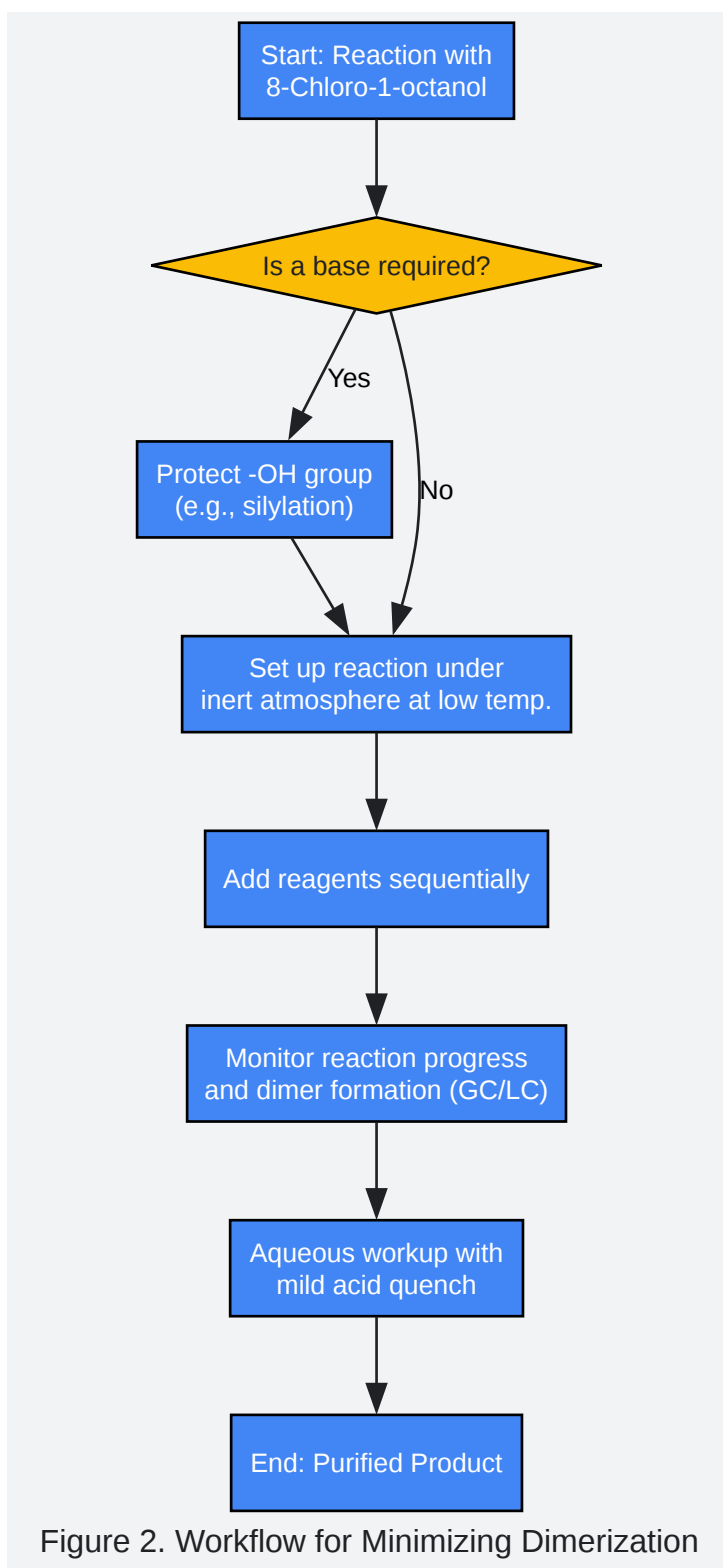 Start: Reaction with
8-Chloro-1-octanol
Is a base required?
Yes
Protect -OH group
(e.g., silylation)
No
Set up reaction under
inert atmosphere at low temp.
Add reagents sequentially
Monitor reaction progress
and dimer formation (GC/LC)
Aqueous workup with
mild acid quench
End: Purified Product
Figure 2. Workflow for Minimizing Dimerization